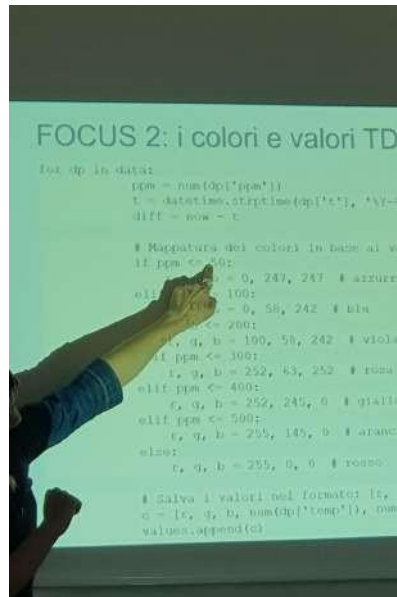 FOCUS 2: i colori e valori TD
for dp in data:
ppm = num(dp['ppm'])
t = datetime.strptime(dp['t'], '%Y-
diff = now - t
# Mappatura dei colori in base ai v
if ppm <= 50:
b = 0, 247, 247 # azzurr
elif 100:
= 0, 58, 242 # blu
<= 200:
r, g, b = 100, 58, 242 # viola
elif ppm <= 300:
r, g, b = 252, 63, 252 # rosa
elif ppm <= 400:
r, g, b = 252, 245, 0 # giall
elif ppm <= 500:
r, g, b = 255, 145, 0 # aranc
else:
r, g, b = 255, 0, 0 # rosso
# Salva i valori nel formato: [r,
c = [r, g, b, num(dp['temp']), num
values.append(c)